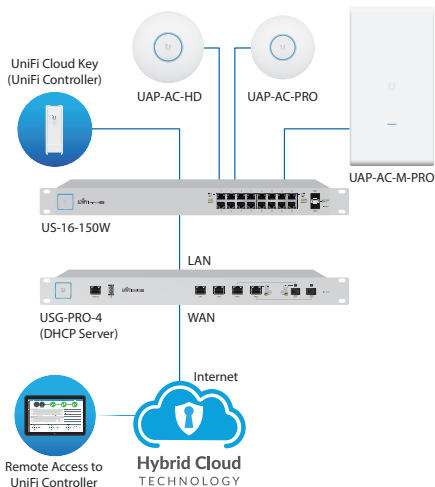 UniFi Cloud Key
(UniFi Controller)
UAP-AC-HD
UAP-AC-PRO
UAP-AC-M-PRO
US-16-150W
LAN
USG-PRO-4
(DHCP Server)
WAN
Internet
Remote Access to
UniFi Controller
Hybrid Cloud
TECHNOLOGY